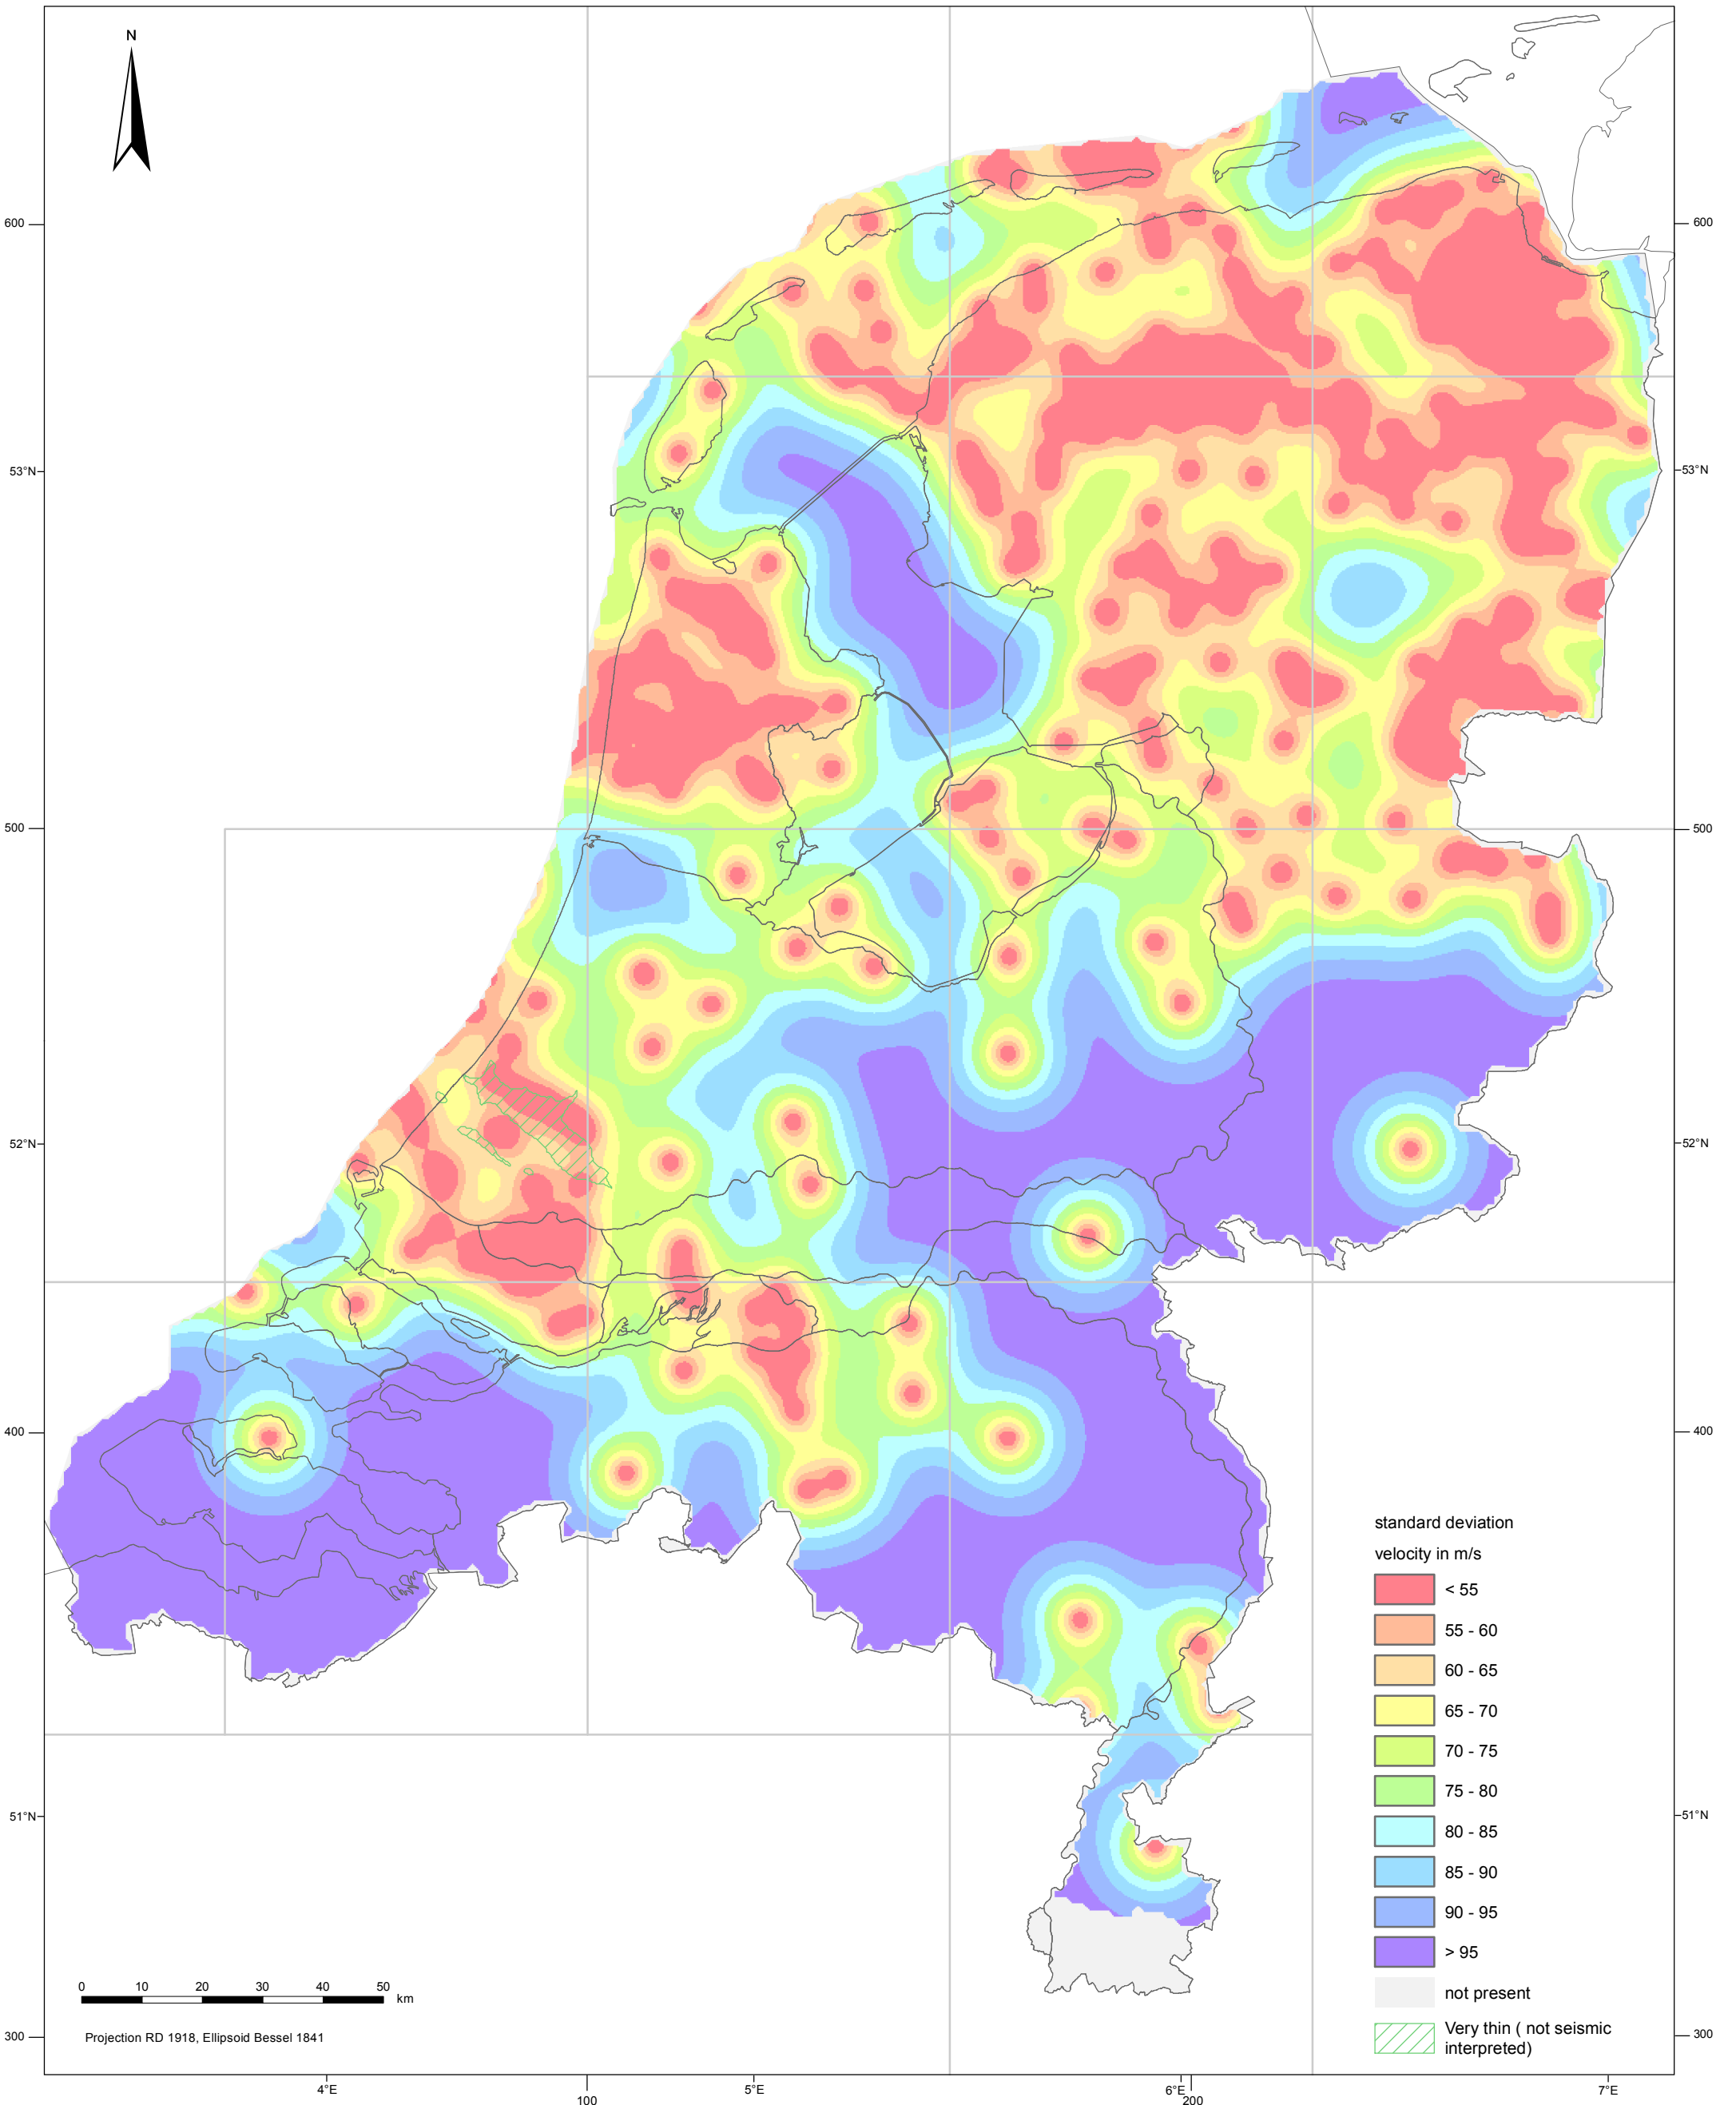 N
600
600
53°N
53°N
500
500
52°N
52°N
400
400
standard deviation
velocity in m/s
< 55
55 - 60
60 - 65
65 - 70
70 - 75
75 - 80
51°N
51°N
80 - 85
85 - 90
90 - 95
> 95
0 10 20 30 40 50
km
not present
Very thin ( not seismic
interpreted)
Projection RD 1918, Ellipsoid Bessel 1841
300
300
4°E
5°E
6°E
7°E
100
200